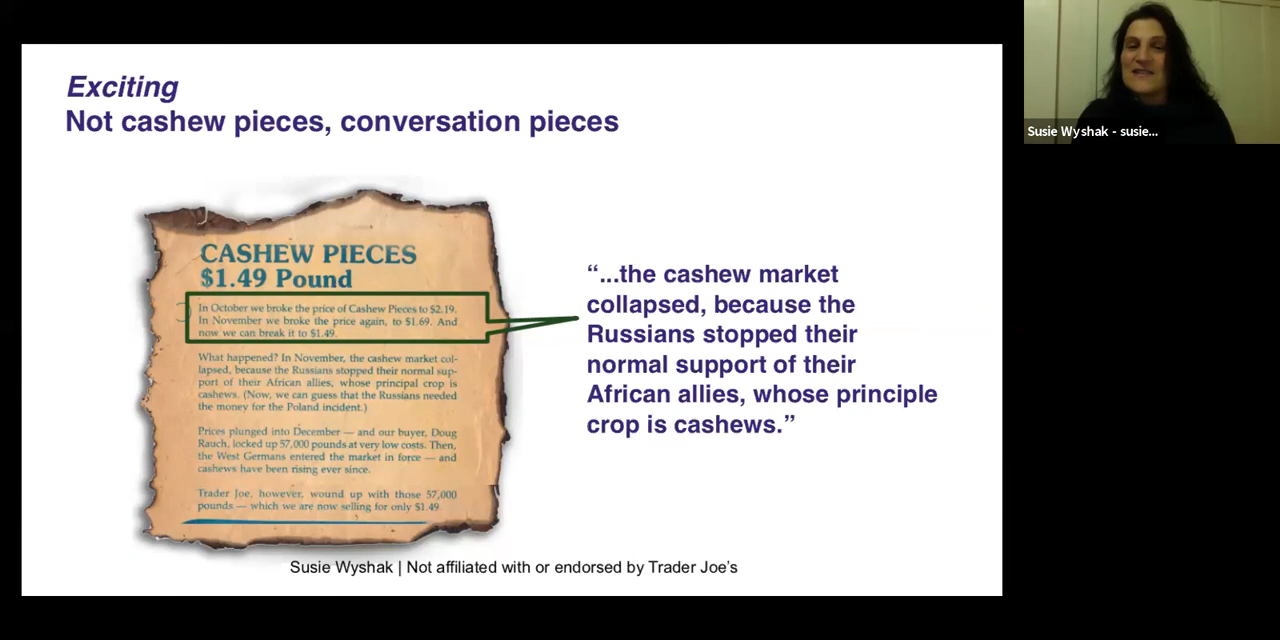 Exciting
Not cashew pieces, conversation pieces
CASHEW PIECES
$1.49 Pound
In October we broke the price of Cashew Pieces to $2.19.
In November we broke the price again, to $1.69. And
now we can break it to $1.49.
What happened? In November, the cashew market col-
lapsed, because the Russians stopped their normal sup-
port of their African allies, whose principal crop is
cashews. (Now, we can guess that the Russians needed
the money for the Poland incident.)
Prices plunged into December — and our buyer, Doug
Rauch, locked up 57,000 pounds at very low costs. Then,
the West Germans entered the market in force — and
cashews have been rising ever since.
Trader Joe, however, wound up with those 57,000
pounds — which we are now selling for only $1.49.
“...the cashew market
collapsed, because the
Russians stopped their
normal support of their
African allies, whose principle
crop is cashews.”
Susie Wyshak | Not affiliated with or endorsed by Trader Joe’s
Susie Wyshak - susie...